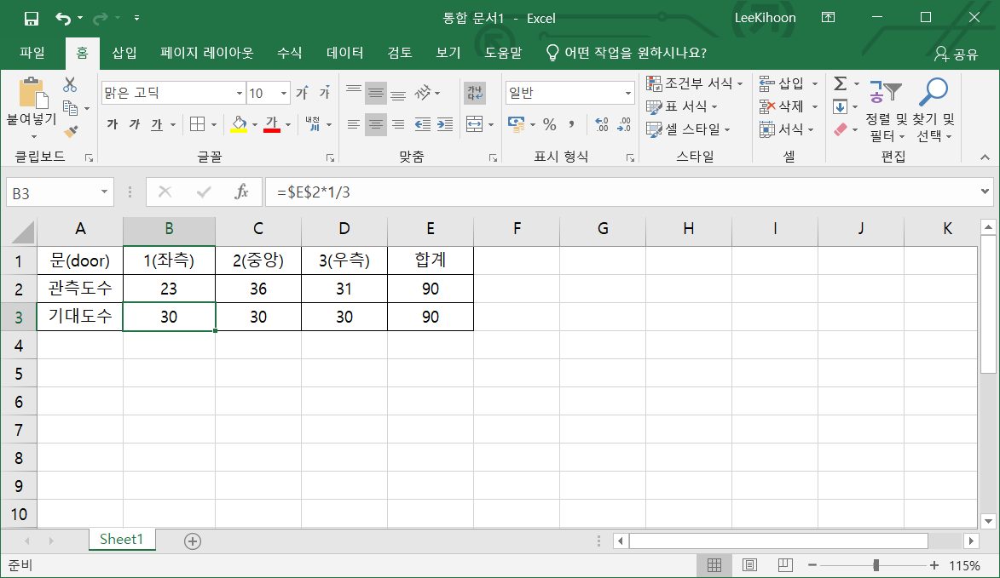 통합 문서1 - Excel
LeeKihoon
파일 홈 삽입 페이지 레이아웃 수식 데이터 검토 보기 도움말 어떤 작업을 원하시나요? 공유
붙여넣기
클립보드
맑은 고딕 10 가 가
가 가 가 가 내천
글꼴
가나다
맞춤
일반
% , .00 .0
표시 형식
조건부 서식
표 서식
셀 스타일
스타일
삽입
삭제
서식
셀
Σ
정렬 및 필터
찾기 및 선택
편집
B3 fx =$E$2*1/3
A B C D E F G H I J K
1 문(door) 1(좌측) 2(중앙) 3(우측) 합계
2 관측도수 23 36 31 90
3 기대도수 30 30 30 90
4
5
6
7
8
9
10
Sheet1
준비 115%